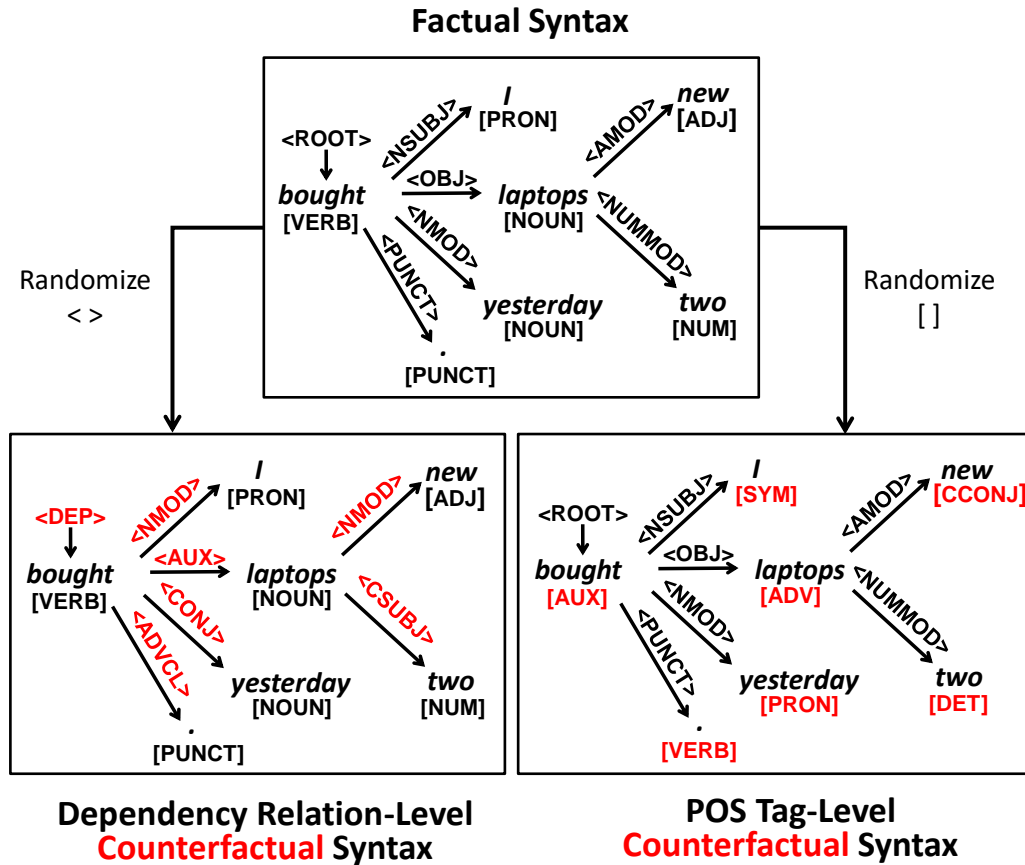 Factual Syntax
I
[PRON]
new
[ADJ]
<ROOT>
<NSUBJ>
<AMOD>
bought
[VERB]
<OBJ>
laptops
[NOUN]
<NMOD>
<NUMMOD>
<PUNCT>
yesterday
[NOUN]
two
[NUM]
.
[PUNCT]
Randomize
< >
Randomize
[ ]
I
[PRON]
new
[ADJ]
<DEP>
<NMOD>
<NMOD>
bought
[VERB]
<AUX>
laptops
[NOUN]
<CONJ>
<CSUBJ>
<ADVCL>
yesterday
[NOUN]
two
[NUM]
.
[PUNCT]
Dependency Relation-Level
Counterfactual Syntax
I
[SYM]
new
[CCONJ]
<ROOT>
<NSUBJ>
<AMOD>
bought
[AUX]
<OBJ>
laptops
[ADV]
<NMOD>
<NUMMOD>
<PUNCT>
yesterday
[PRON]
two
[DET]
.
[VERB]
POS Tag-Level
Counterfactual Syntax